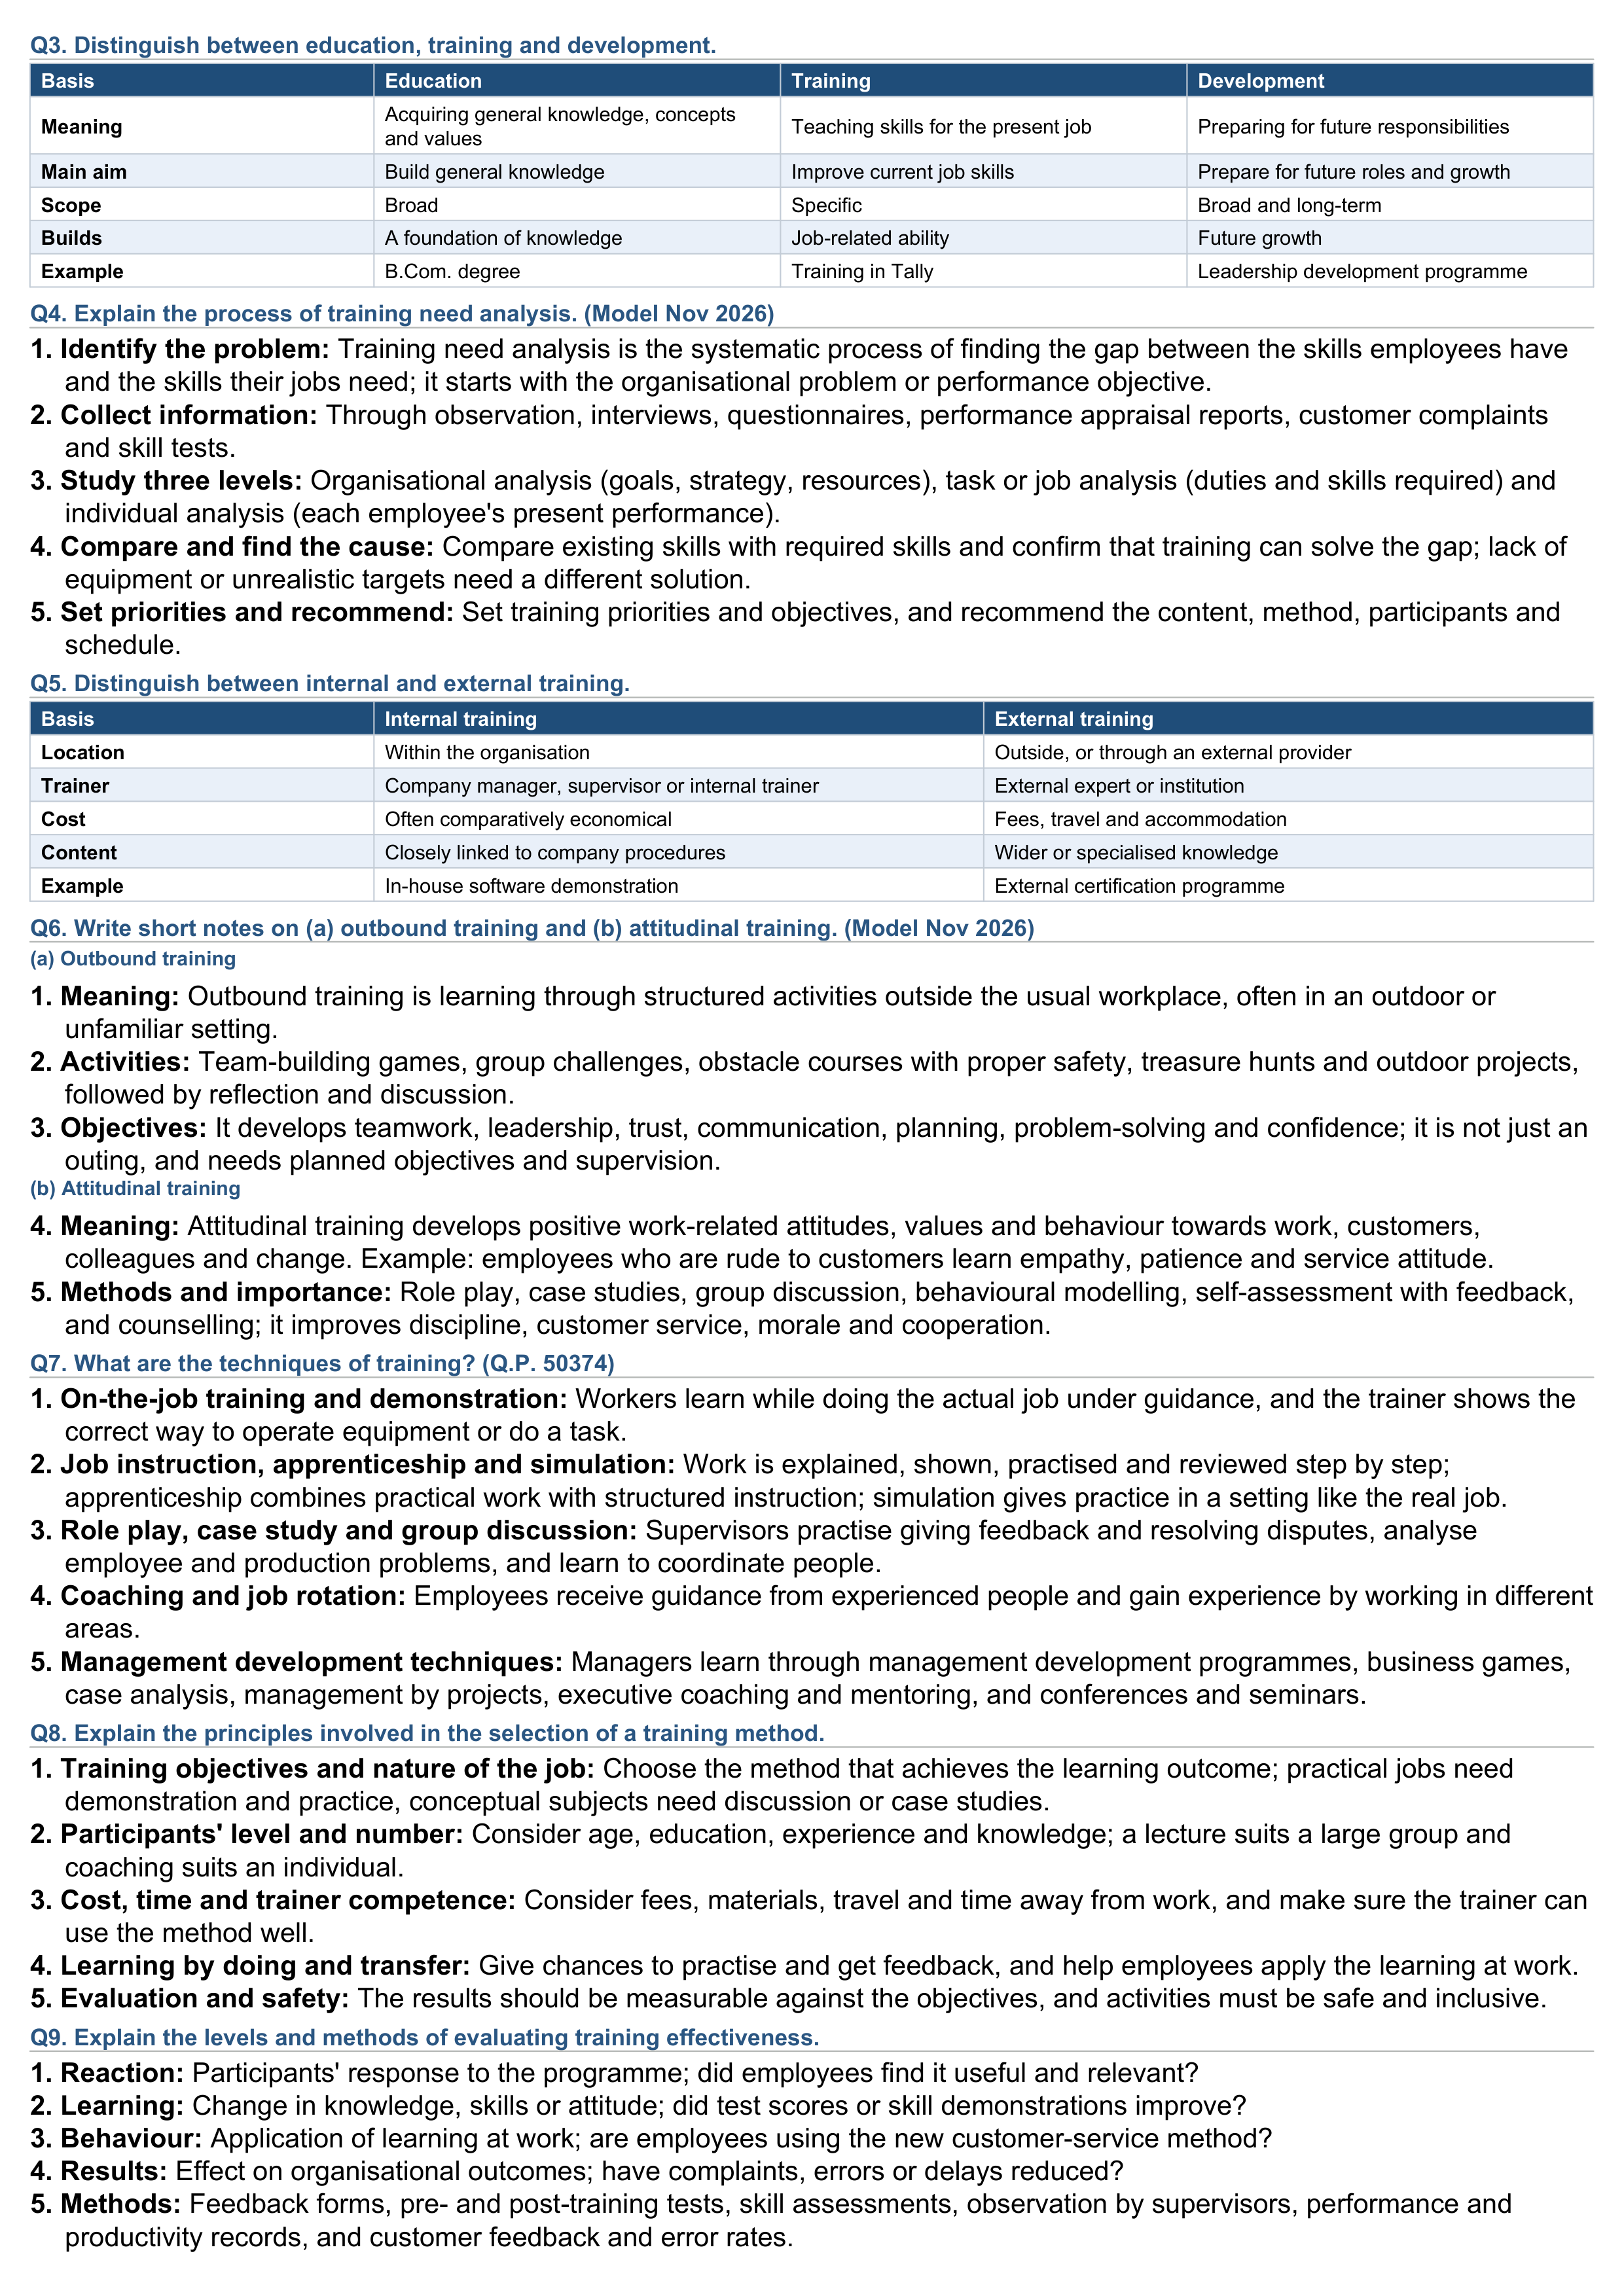 Q3. Distinguish between education, training and development.
Basis Education Training Development
Meaning Acquiring general knowledge, concepts and values Teaching skills for the present job Preparing for future responsibilities
Main aim Build general knowledge Improve current job skills Prepare for future roles and growth
Scope Broad Specific Broad and long-term
Builds A foundation of knowledge Job-related ability Future growth
Example B.Com. degree Training in Tally Leadership development programme
Q4. Explain the process of training need analysis. (Model Nov 2026)
1. Identify the problem: Training need analysis is the systematic process of finding the gap between the skills employees have
and the skills their jobs need; it starts with the organisational problem or performance objective.
2. Collect information: Through observation, interviews, questionnaires, performance appraisal reports, customer complaints
and skill tests.
3. Study three levels: Organisational analysis (goals, strategy, resources), task or job analysis (duties and skills required) and
individual analysis (each employee's present performance).
4. Compare and find the cause: Compare existing skills with required skills and confirm that training can solve the gap; lack of
equipment or unrealistic targets need a different solution.
5. Set priorities and recommend: Set training priorities and objectives, and recommend the content, method, participants and
schedule.
Q5. Distinguish between internal and external training.
Basis Internal training External training
Location Within the organisation Outside, or through an external provider
Trainer Company manager, supervisor or internal trainer External expert or institution
Cost Often comparatively economical Fees, travel and accommodation
Content Closely linked to company procedures Wider or specialised knowledge
Example In-house software demonstration External certification programme
Q6. Write short notes on (a) outbound training and (b) attitudinal training. (Model Nov 2026)
(a) Outbound training
1. Meaning: Outbound training is learning through structured activities outside the usual workplace, often in an outdoor or
unfamiliar setting.
2. Activities: Team-building games, group challenges, obstacle courses with proper safety, treasure hunts and outdoor projects,
followed by reflection and discussion.
3. Objectives: It develops teamwork, leadership, trust, communication, planning, problem-solving and confidence; it is not just an
outing, and needs planned objectives and supervision.
(b) Attitudinal training
4. Meaning: Attitudinal training develops positive work-related attitudes, values and behaviour towards work, customers,
colleagues and change. Example: employees who are rude to customers learn empathy, patience and service attitude.
5. Methods and importance: Role play, case studies, group discussion, behavioural modelling, self-assessment with feedback,
and counselling; it improves discipline, customer service, morale and cooperation.
Q7. What are the techniques of training? (Q.P. 50374)
1. On-the-job training and demonstration: Workers learn while doing the actual job under guidance, and the trainer shows the
correct way to operate equipment or do a task.
2. Job instruction, apprenticeship and simulation: Work is explained, shown, practised and reviewed step by step;
apprenticeship combines practical work with structured instruction; simulation gives practice in a setting like the real job.
3. Role play, case study and group discussion: Supervisors practise giving feedback and resolving disputes, analyse
employee and production problems, and learn to coordinate people.
4. Coaching and job rotation: Employees receive guidance from experienced people and gain experience by working in different
areas.
5. Management development techniques: Managers learn through management development programmes, business games,
case analysis, management by projects, executive coaching and mentoring, and conferences and seminars.
Q8. Explain the principles involved in the selection of a training method.
1. Training objectives and nature of the job: Choose the method that achieves the learning outcome; practical jobs need
demonstration and practice, conceptual subjects need discussion or case studies.
2. Participants' level and number: Consider age, education, experience and knowledge; a lecture suits a large group and
coaching suits an individual.
3. Cost, time and trainer competence: Consider fees, materials, travel and time away from work, and make sure the trainer can
use the method well.
4. Learning by doing and transfer: Give chances to practise and get feedback, and help employees apply the learning at work.
5. Evaluation and safety: The results should be measurable against the objectives, and activities must be safe and inclusive.
Q9. Explain the levels and methods of evaluating training effectiveness.
1. Reaction: Participants' response to the programme; did employees find it useful and relevant?
2. Learning: Change in knowledge, skills or attitude; did test scores or skill demonstrations improve?
3. Behaviour: Application of learning at work; are employees using the new customer-service method?
4. Results: Effect on organisational outcomes; have complaints, errors or delays reduced?
5. Methods: Feedback forms, pre- and post-training tests, skill assessments, observation by supervisors, performance and
productivity records, and customer feedback and error rates.